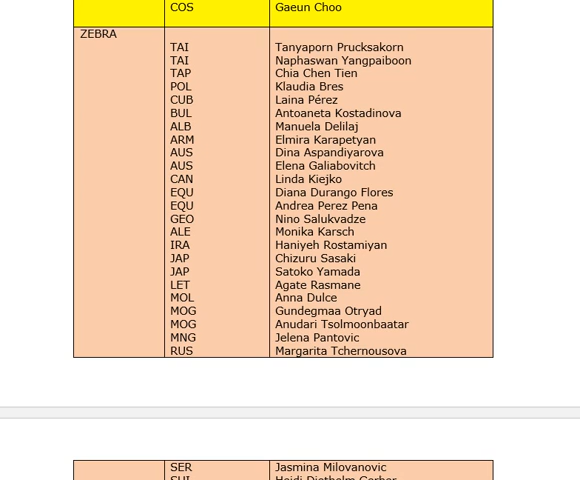 COS Gaeun Choo
ZEBRA
TAI Tanyaporn Prucksakorn
TAI Naphaswan Yangpaiboon
TAP Chia Chen Tien
POL Klaudia Bres
CUB Laina Pérez
BUL Antoaneta Kostadinova
ALB Manuela Delilaj
ARM Elmira Karapetyan
AUS Dina Aspandiyarova
AUS Elena Galiabovitch
CAN Linda Kiejko
EQU Diana Durango Flores
EQU Andrea Perez Pena
GEO Nino Salukvadze
ALE Monika Karsch
IRA Haniyeh Rostamiyan
JAP Chizuru Sasaki
JAP Satoko Yamada
LET Agate Rasmane
MOL Anna Dulce
MOG Gundegmaa Otryad
MOG Anudari Tsolmoonbaatar
MNG Jelena Pantovic
RUS Margarita Tchernousova
SER Jasmina Milovanovic
SUI Heidi Diethelm Gerber